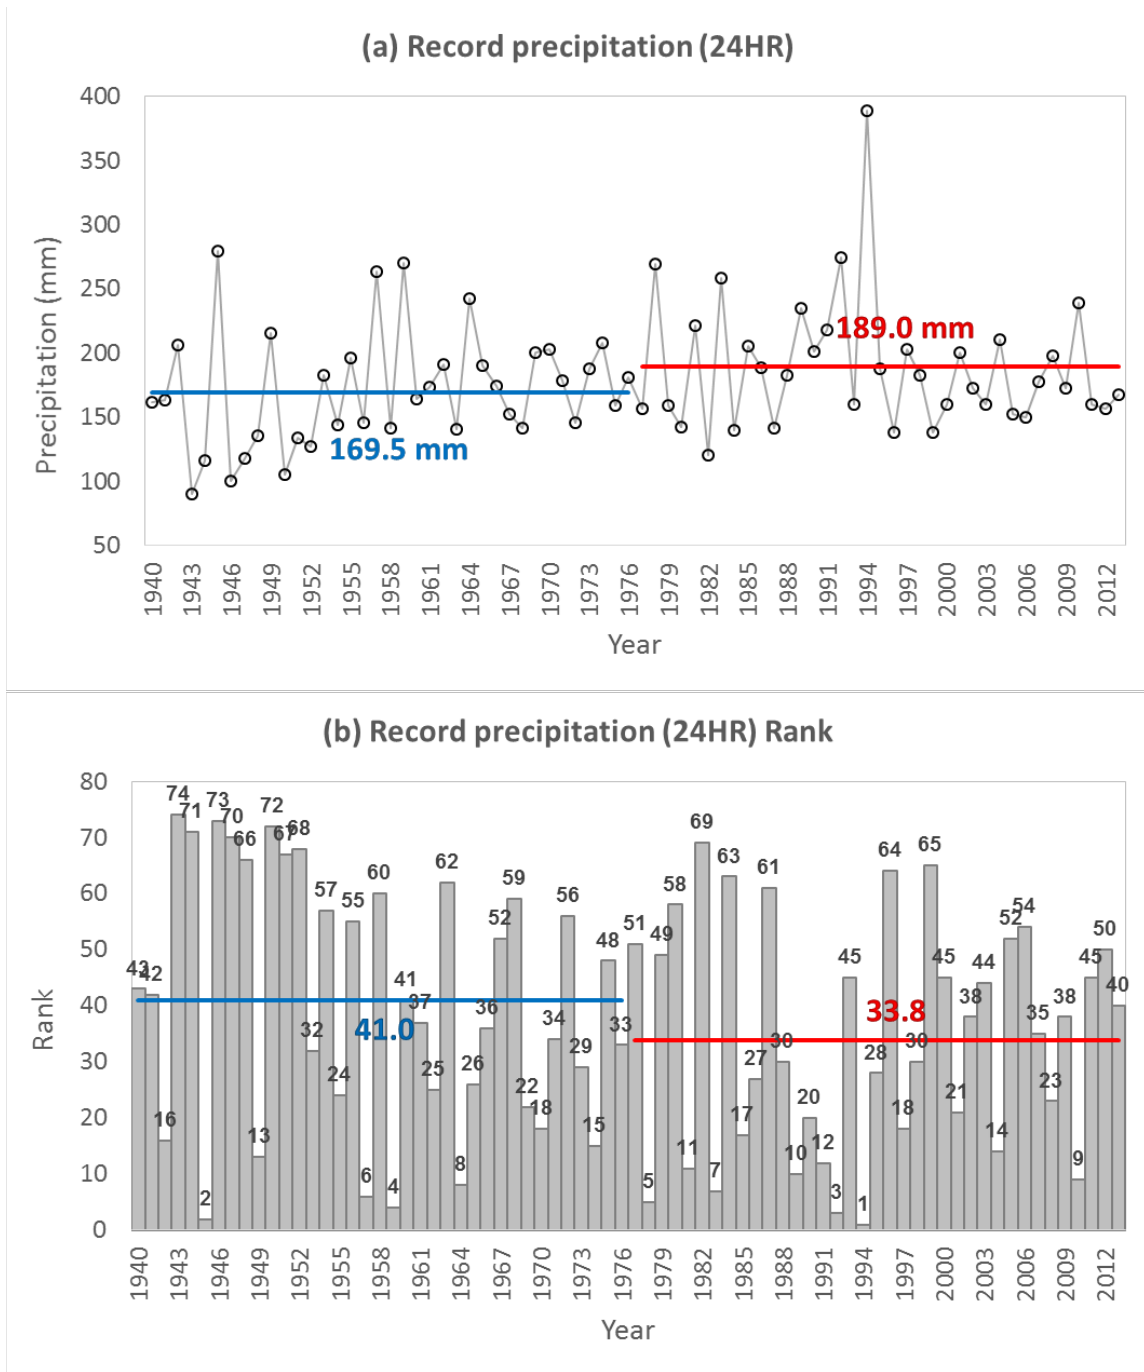 (a) Record precipitation (24HR)
400
350
300
250
200
150
100
50
Precipitation (mm)
189.0 mm
169.5 mm
1940 1943 1946 1949 1952 1955 1958 1961 1964 1967 1970 1973 1976 1979 1982 1985 1988 1991 1994 1997 2000 2003 2006 2009 2012
Year
(b) Record precipitation (24HR) Rank
80
70
60
50
40
30
20
10
0
Rank
43 42 16 74 71 2 73 70 66 13 72 67 68 32 57 24 55 6 60 4 41 37 25 62 8 26 36 52 59 22 18 34 56 29 15 48 33 51 5 49 58 11 69 7 63 17 27 61 30 10 20 12 3 45 1 28 64 18 30 65 45 21 38 44 14 52 54 35 23 38 9 45 50 40
41.0
33.8
1940 1943 1946 1949 1952 1955 1958 1961 1964 1967 1970 1973 1976 1979 1982 1985 1988 1991 1994 1997 2000 2003 2006 2009 2012
Year